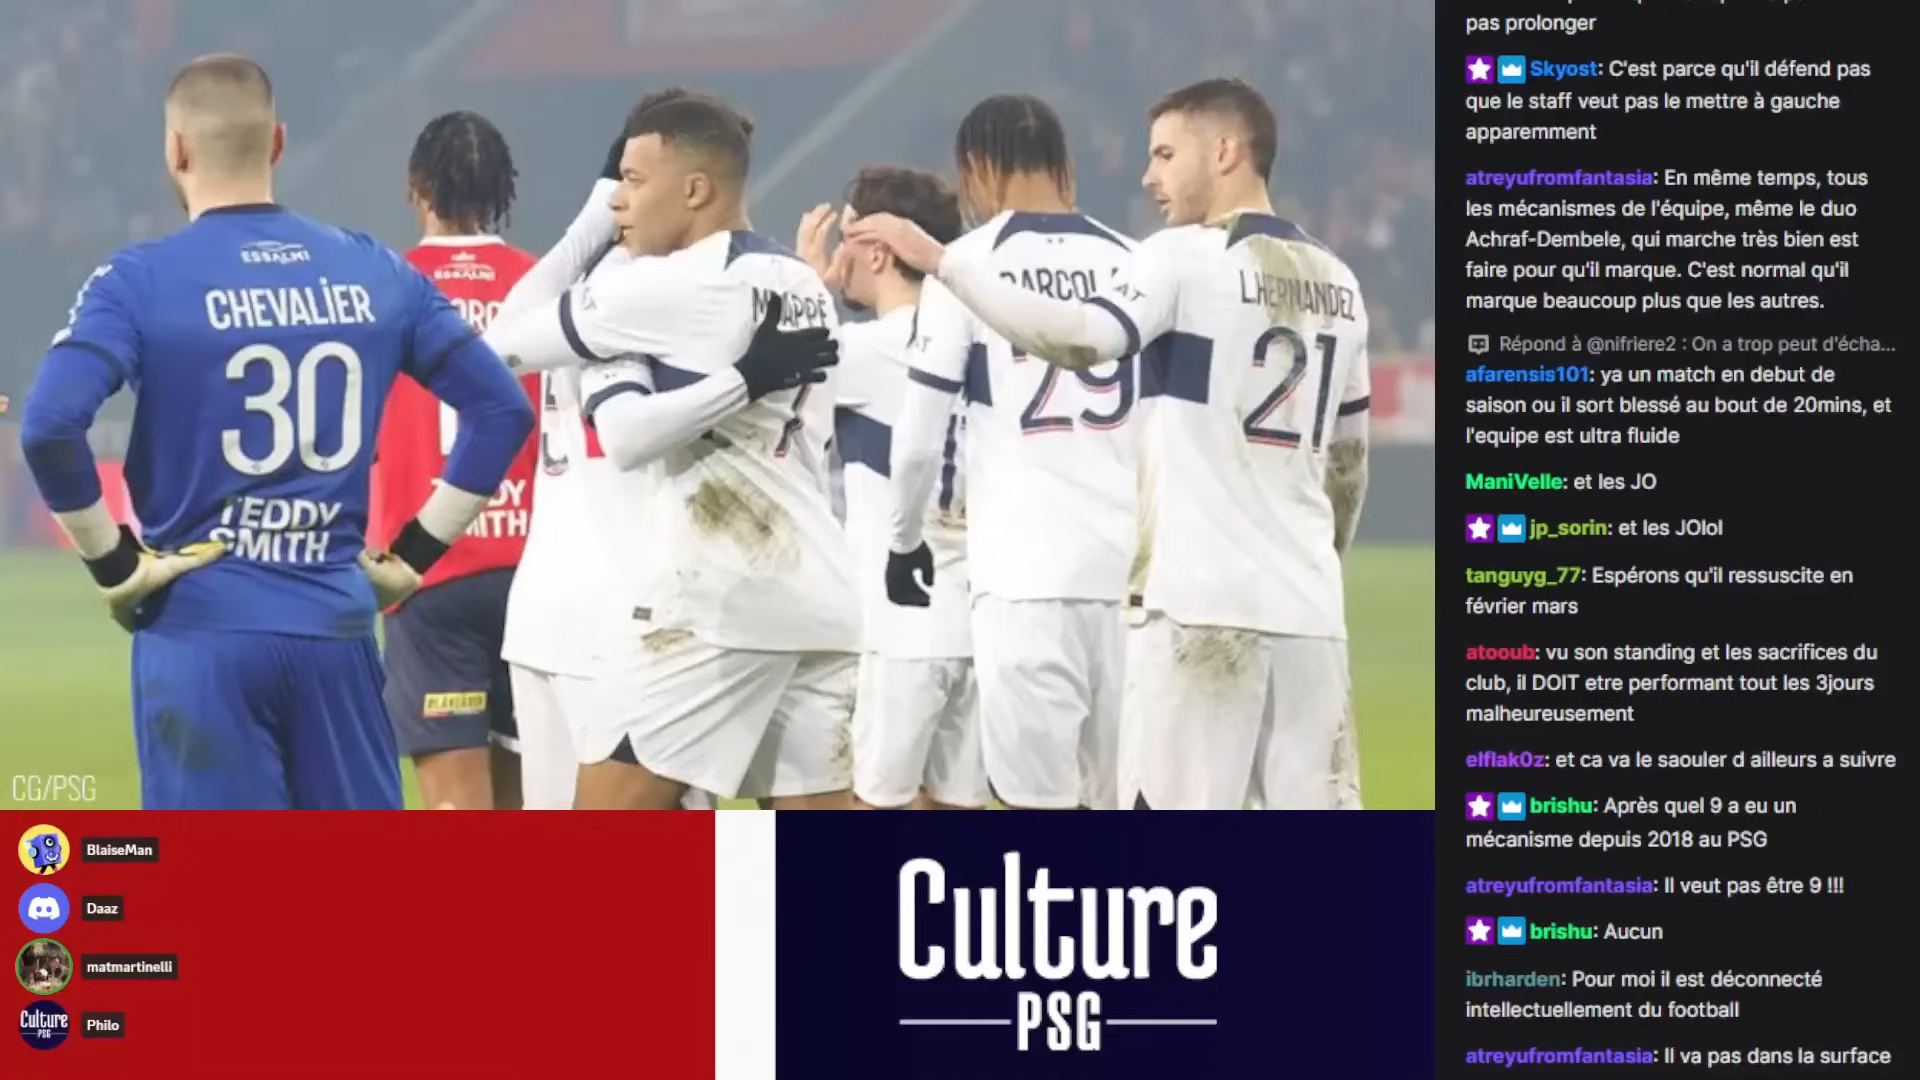 ESSALMI
CHEVALIER
30
TEDDY
SMITH
ESSALMI
MBAPPÉ
7
29
L.HERNANDEZ
21
CG/PSG
BlaiseMan
Daaz
matmartinelli
Philo
Culture
PSG
Culture
PSG
pas prolonger
Skyost: C'est parce qu'il défend pas
que le staff veut pas le mettre à gauche
apparemment
atreyufromfantasia: En même temps, tous
les mécanismes de l'équipe, même le duo
Achraf-Dembele, qui marche très bien est
faire pour qu'il marque. C'est normal qu'il
marque beaucoup plus que les autres.
Répond à @nifriere2 : On a trop peut d'écha...
afarensis101: ya un match en debut de
saison ou il sort blessé au bout de 20mins, et
l'equipe est ultra fluide
ManiVelle: et les JO
jp_sorin: et les JOlol
tanguyg_77: Espérons qu'il ressuscite en
février mars
atooub: vu son standing et les sacrifices du
club, il DOIT etre performant tout les 3jours
malheureusement
elflak0z: et ca va le saouler d ailleurs a suivre
brishu: Après quel 9 a eu un
mécanisme depuis 2018 au PSG
atreyufromfantasia: Il veut pas être 9 !!!
brishu: Aucun
ibrharden: Pour moi il est déconnecté
intellectuellement du football
atreyufromfantasia: Il va pas dans la surface